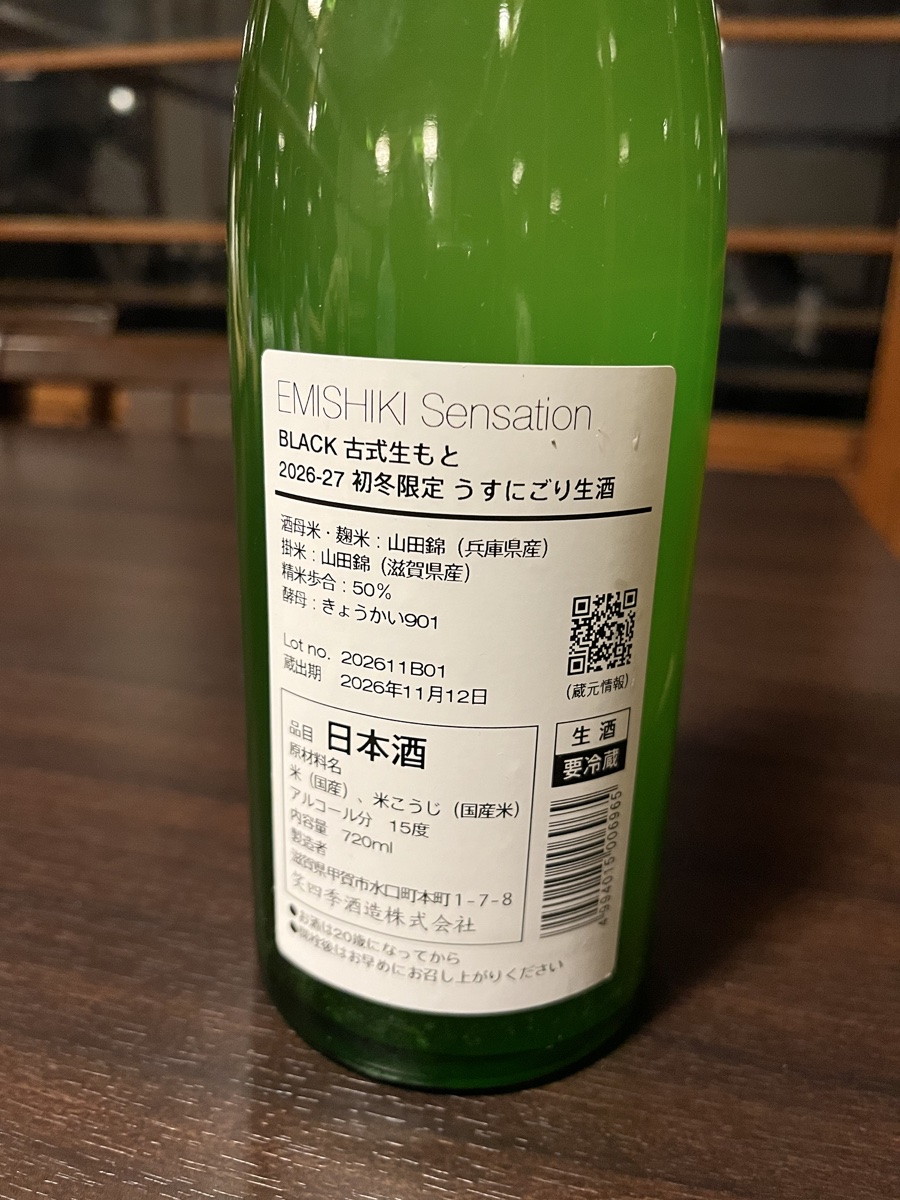 EMISHIKI Sensation
BLACK 古式生もと
2026-27 初冬限定 うすにごり生酒
酒母米・麹米：山田錦（兵庫県産）
掛米：山田錦（滋賀県産）
精米歩合：50％
酵母：きょうかい901
Lot no. 202611B01
蔵出期 2026年11月12日
（蔵元情報）
生酒
要冷蔵
品目 日本酒
原材料名
米（国産）、米こうじ（国産米）
アルコール分 15度
内容量 720ml
製造者
滋賀県甲賀市水口町本町1-7-8
笑四季酒造株式会社
4994015006965
●お酒は20歳になってから
●開栓後はお早めにお召し上がりください